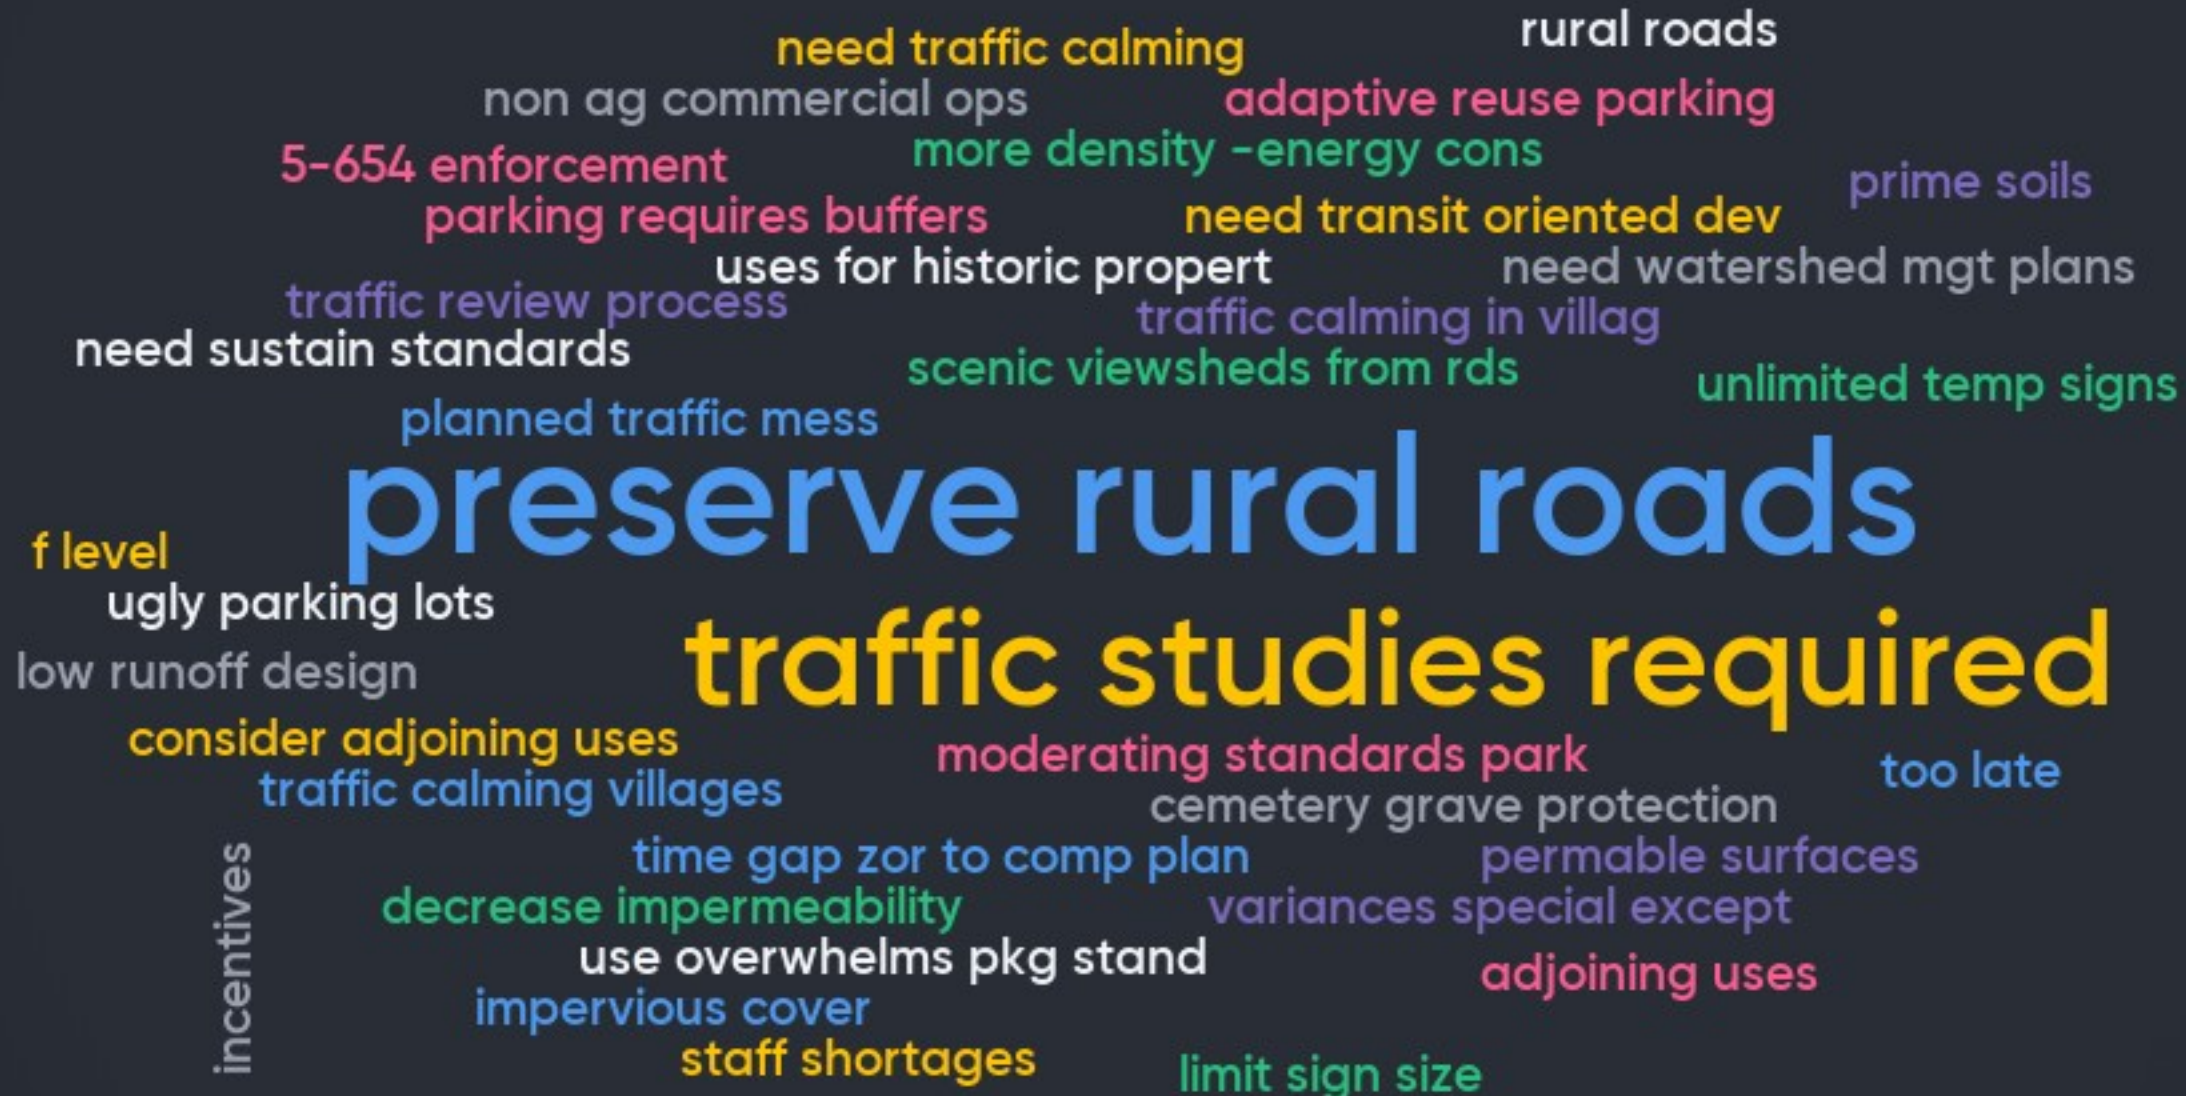 rural roads
need traffic calming
non ag commercial ops
adaptive reuse parking
more density -energy cons
5-654 enforcement
prime soils
parking requires buffers
need transit oriented dev
uses for historic propert
need watershed mgt plans
traffic review process
traffic calming in villag
need sustain standards
scenic viewsheds from rds
unlimited temp signs
planned traffic mess
preserve rural roads
f level
ugly parking lots
traffic studies required
low runoff design
consider adjoining uses
moderating standards park
too late
traffic calming villages
cemetery grave protection
time gap zor to comp plan
permable surfaces
incentives
decrease impermeability
variances special except
use overwhelms pkg stand
adjoining uses
impervious cover
staff shortages
limit sign size